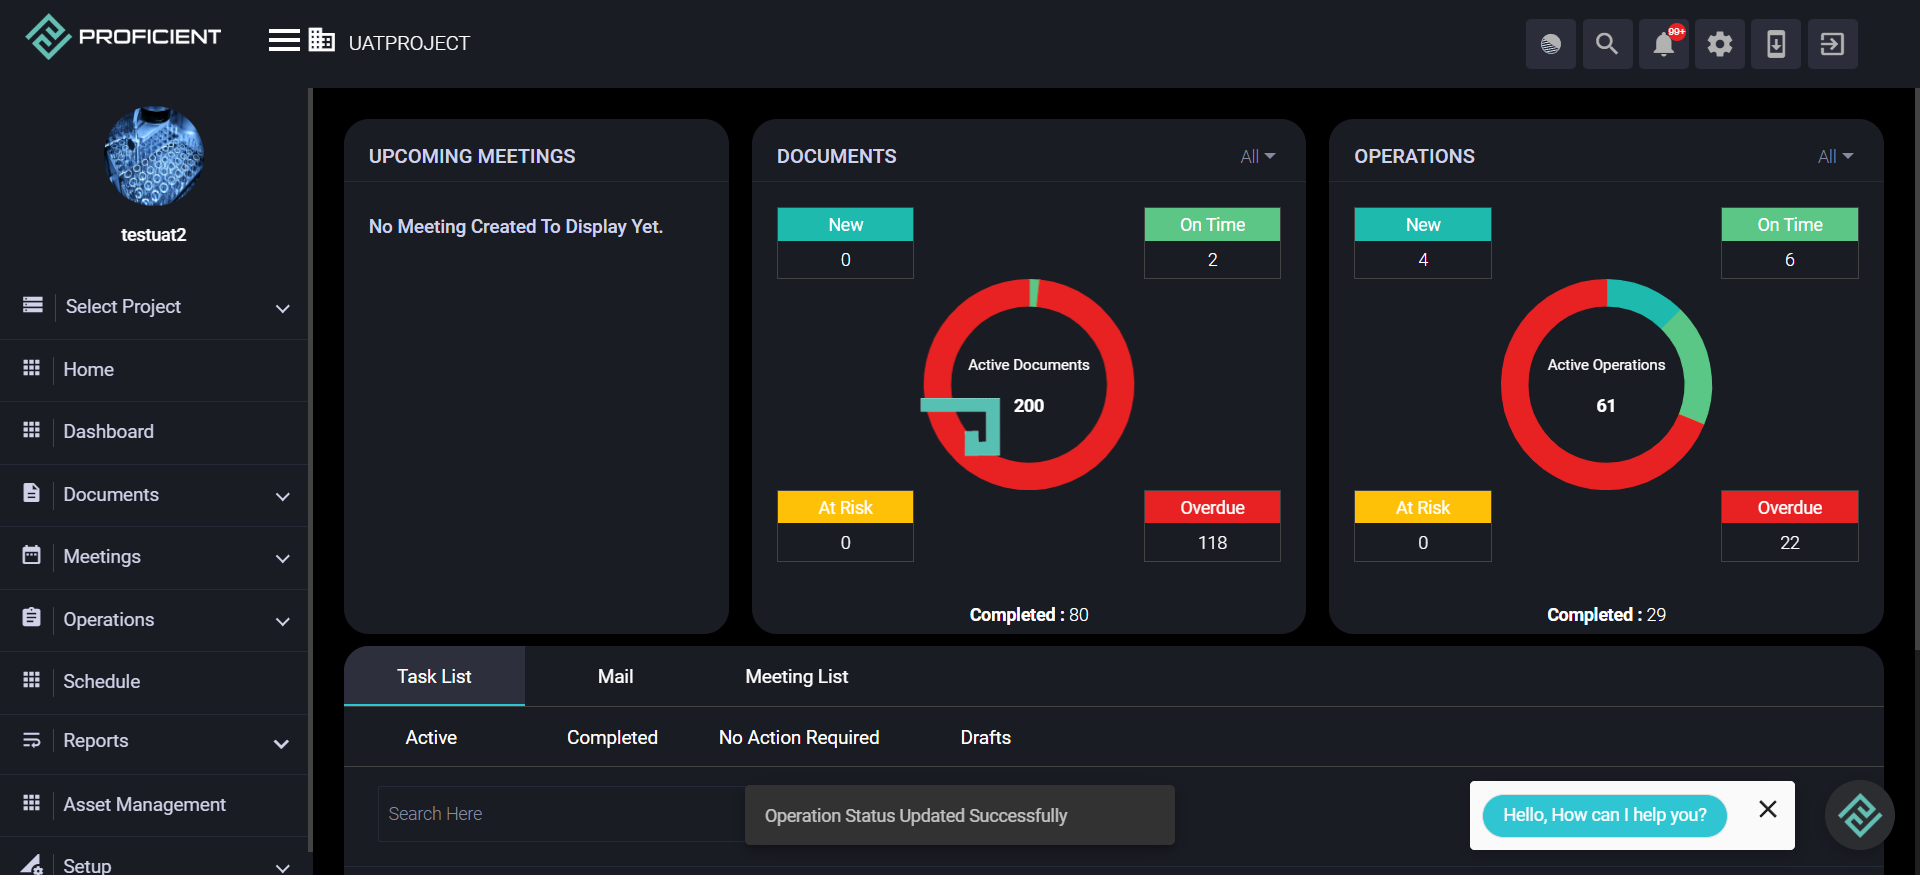 PROFICIENT
UATPROJECT
99+
testuat2
Select Project
Home
Dashboard
Documents
Meetings
Operations
Schedule
Reports
Asset Management
Setup
UPCOMING MEETINGS
No Meeting Created To Display Yet.
DOCUMENTS
All
New
0
On Time
2
Active Documents
200
At Risk
0
Overdue
118
Completed : 80
OPERATIONS
All
New
4
On Time
6
Active Operations
61
At Risk
0
Overdue
22
Completed : 29
Task List
Mail
Meeting List
Active
Completed
No Action Required
Drafts
Search Here
Operation Status Updated Successfully
Hello, How can I help you?